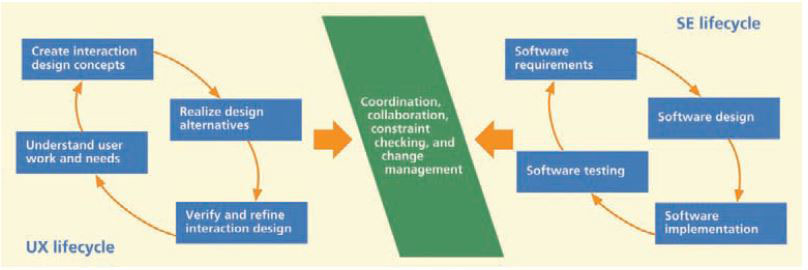 SE lifecycle
Create interaction
design concepts
Realize design
alternatives
Understand user
work and needs
Verify and refine
interaction design
UX lifecycle
Coordination,
collaboration,
constraint
checking, and
change
management
Software
requirements
Software design
Software testing
Software
implementation